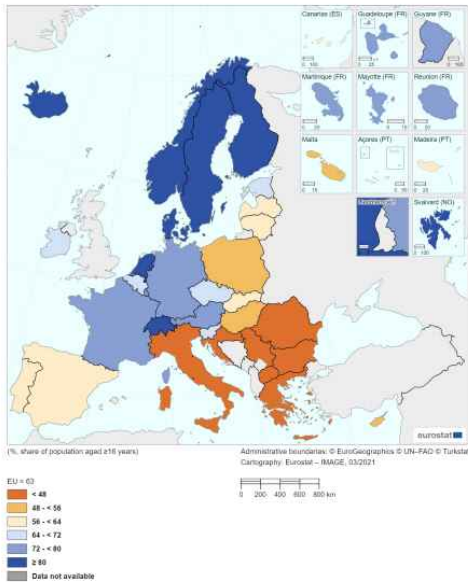 Canarias (ES)
Guadeloupe (FR)
Guyane (FR)
Martinique (FR)
Mayotte (FR)
Réunion (FR)
Malta
Açores (PT)
Madeira (PT)
Liechtenstein
Svalbard (NO)
eurostat
(%, share of population aged ≥16 years)
Administrative boundaries: © EuroGeographics © UN–FAO © Turkstat
Cartography: Eurostat – IMAGE, 03/2021
EU = 63
0 200 400 600 800 km
< 48
48 - < 56
56 - < 64
64 - < 72
72 - < 80
≥ 80
Data not available